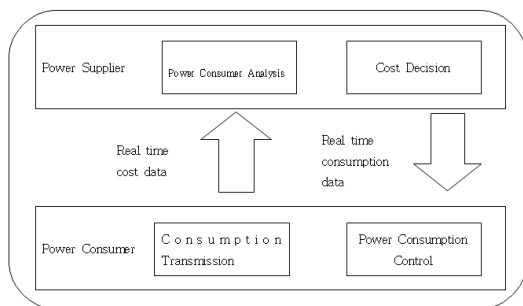 Power Supplier
Power Consumer Analysis
Cost Decision
Real time
cost data
Real time
consumption
data
Power Consumer
Consumption
Transmission
Power Consumption
Control